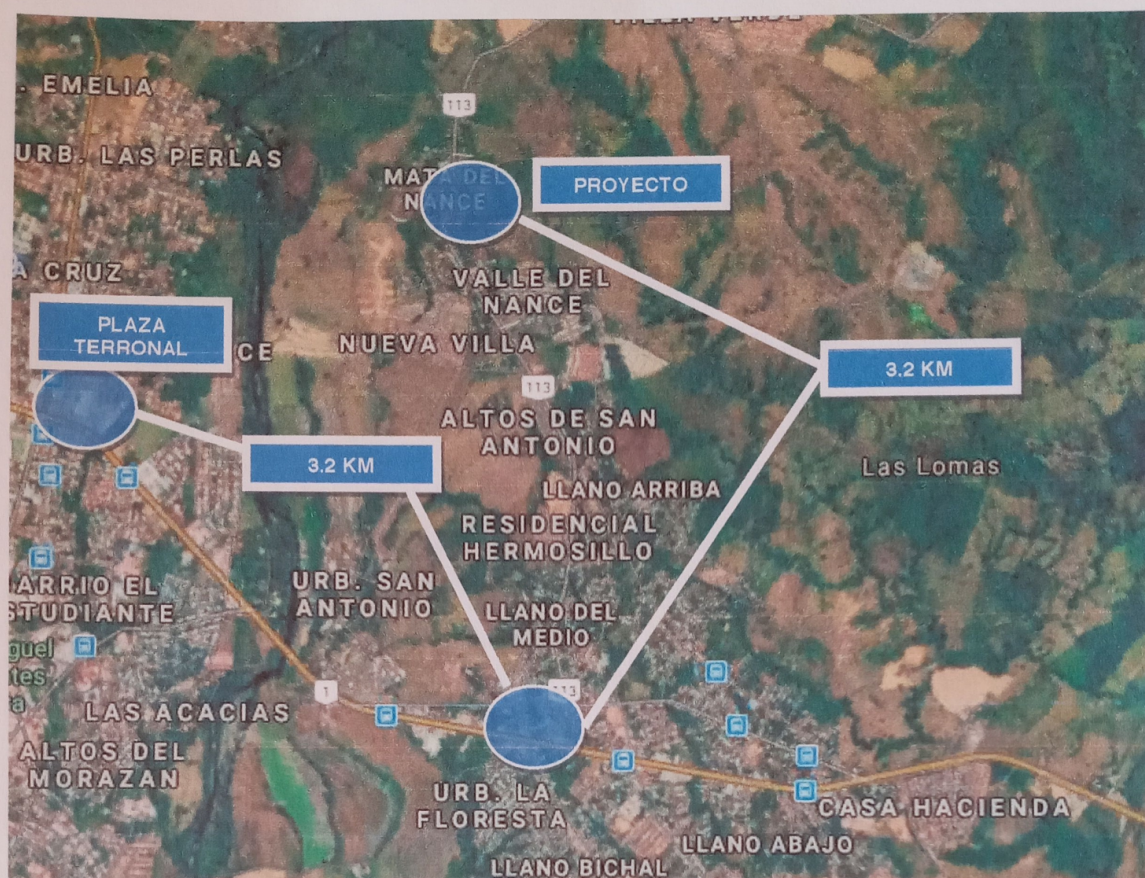 . EMELIA
113
URB. LAS PERLAS
MATA DEL
NANCE
PROYECTO
A CRUZ
VALLE DEL
NANCE
PLAZA
TERRONAL
CE
NUEVA VILLA
3.2 KM
113
ALTOS DE SAN
ANTONIO
3.2 KM
Las Lomas
LLANO ARRIBA
RESIDENCIAL
HERMOSILLO
ARRIO EL
STUDIANTE
URB. SAN
ANTONIO
LLANO DEL
MEDIO
guel
tes
a
1
113
LAS ACACIAS
ALTOS DEL
MORAZAN
URB. LA
FLORESTA
CASA HACIENDA
LLANO ABAJO
LLANO BICHAL